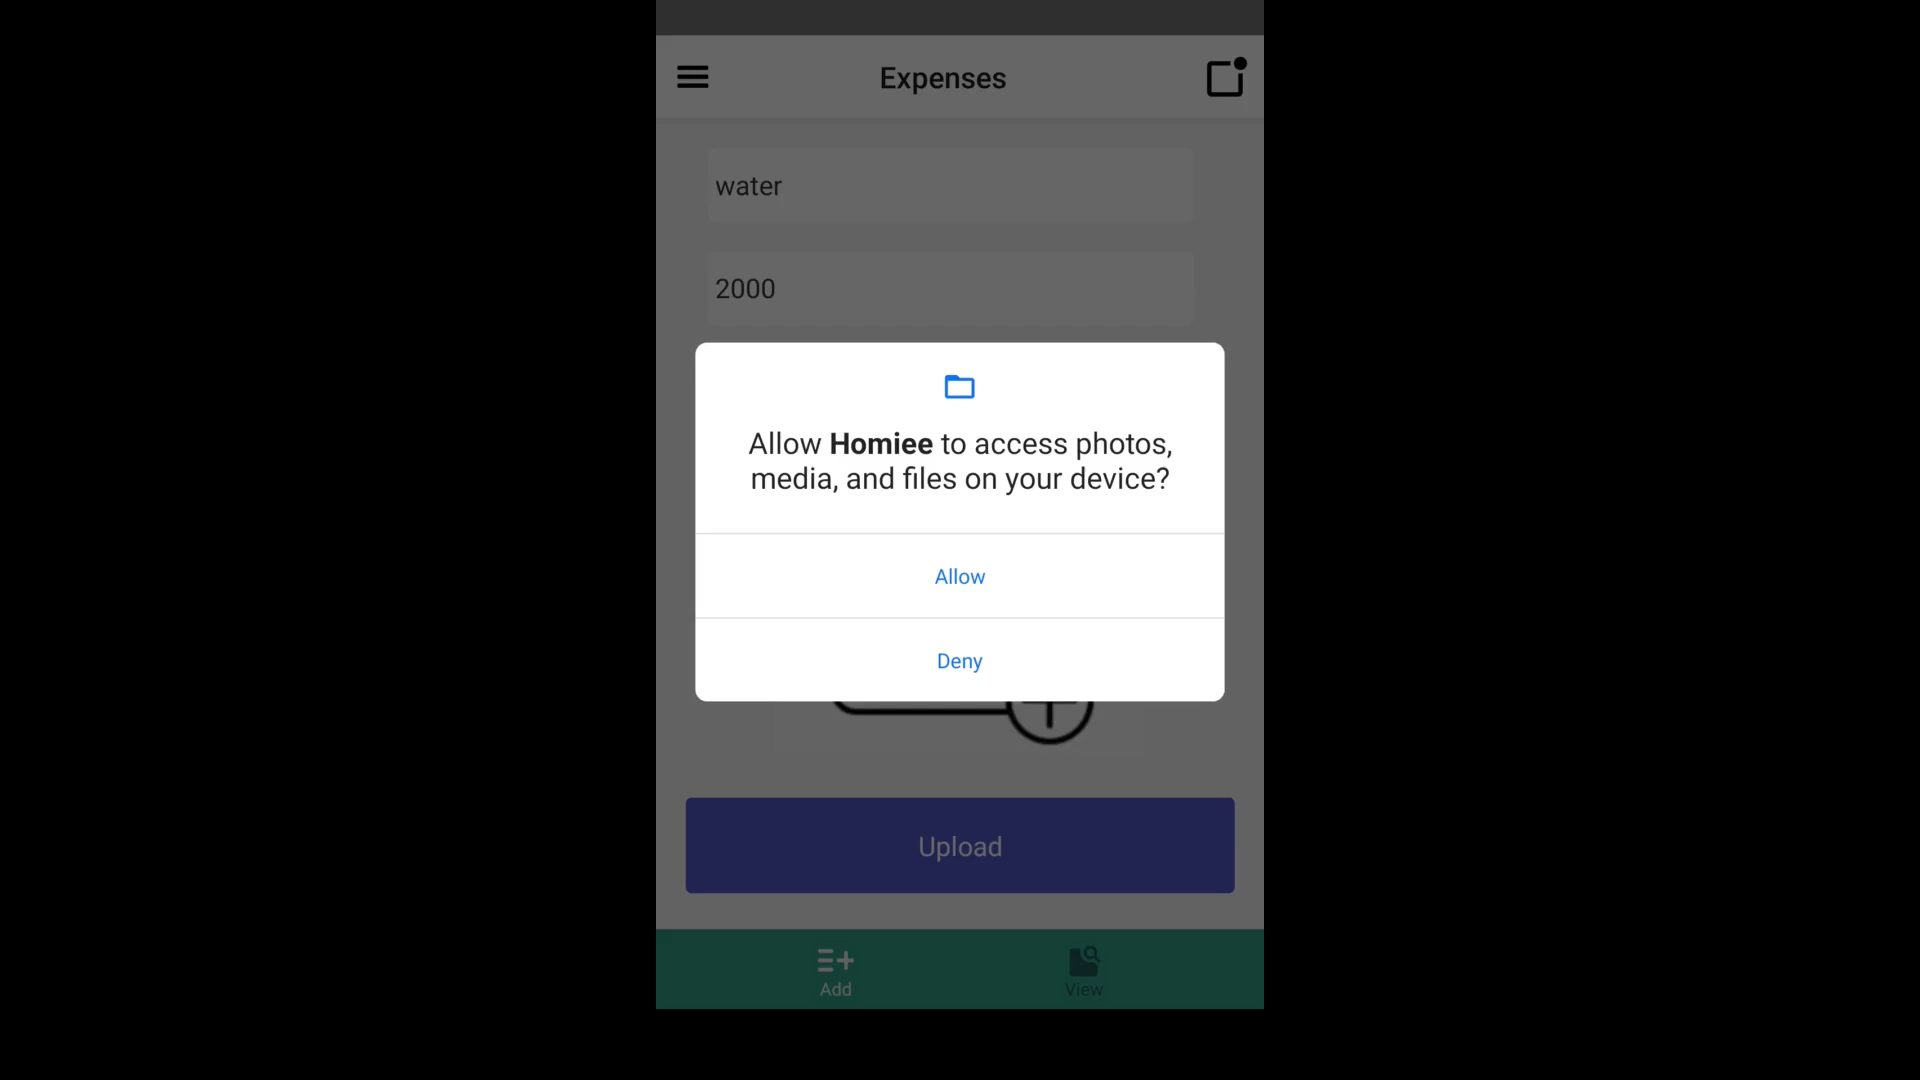 Expenses
water
2000
Allow Homiee to access photos,
media, and files on your device?
Allow
Deny
Upload
Add
View